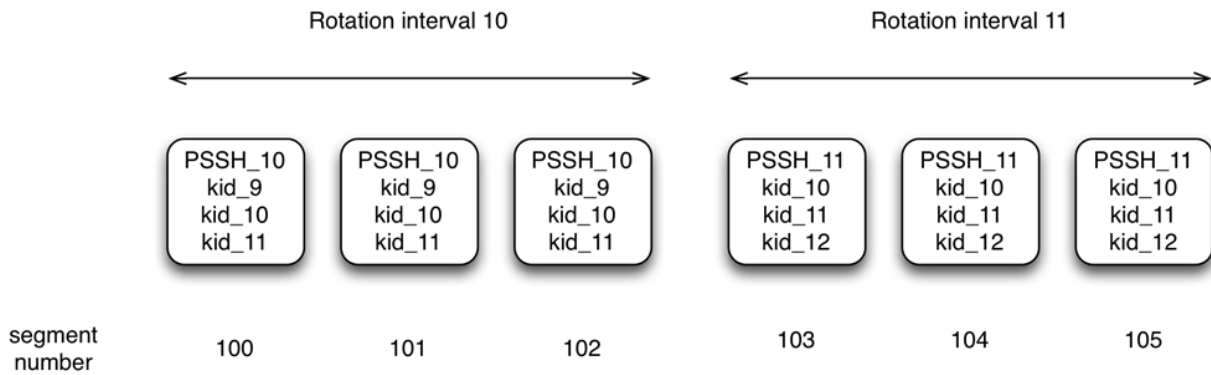 Rotation interval 10
Rotation interval 11
PSSH_10
kid_9
kid_10
kid_11
PSSH_10
kid_9
kid_10
kid_11
PSSH_10
kid_9
kid_10
kid_11
PSSH_11
kid_10
kid_11
kid_12
PSSH_11
kid_10
kid_11
kid_12
PSSH_11
kid_10
kid_11
kid_12
segment
number
100
101
102
103
104
105